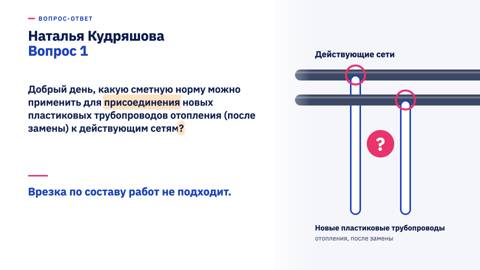 ВОПРОС-ОТВЕТ
Наталья Кудряшова
Вопрос 1
Добрый день, какую сметную норму можно
применить для присоединения новых
пластиковых трубопроводов отопления (после
замены) к действующим сетям?
Врезка по составу работ не подходит.
Действующие сети
?
Новые пластиковые трубопроводы
отопления, после замены